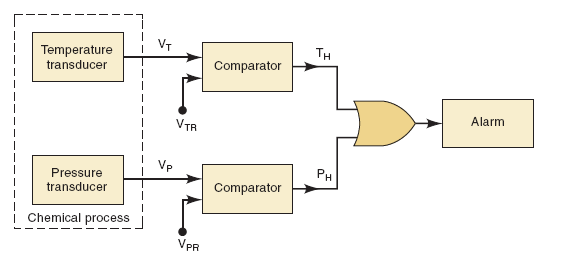 Temperature
transducer
V_T
Comparator
T_H
V_TR
Alarm
Pressure
transducer
V_P
Comparator
P_H
V_PR
Chemical process